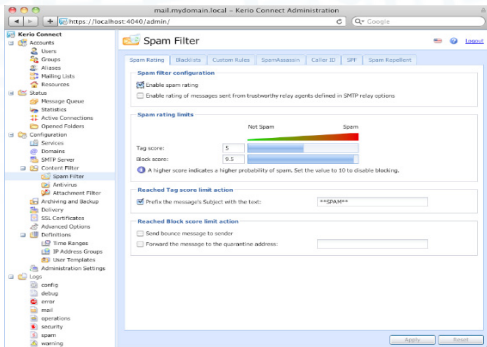 mail.mydomain.local – Kerio Connect Administration
https://localhost:4040/admin/
Google
Kerio Connect
Accounts
Users
Groups
Aliases
Mailing Lists
Resources
Status
Message Queue
Statistics
Active Connections
Opened Folders
Configuration
Services
Domains
SMTP Server
Content Filter
Spam Filter
Antivirus
Attachment Filter
Archiving and Backup
Delivery
SSL Certificates
Advanced Options
Definitions
Time Ranges
IP Address Groups
User Templates
Administration Settings
Logs
config
debug
error
mail
operations
security
spam
warning
Spam Filter
Logout
Spam Rating Blacklists Custom Rules SpamAssassin Caller ID SPF Spam Repellent
Spam filter configuration
Enable spam rating
Enable rating of messages sent from trustworthy relay agents defined in SMTP relay options
Spam rating limits
Not Spam Spam
Tag score: 5
Block score: 9.5
A higher score indicates a higher probability of spam. Set the value to 10 to disable blocking.
Reached Tag score limit action
Prefix the message's Subject with the text: **SPAM**
Reached Block score limit action
Send bounce message to sender
Forward the message to the quarantine address:
Apply Reset